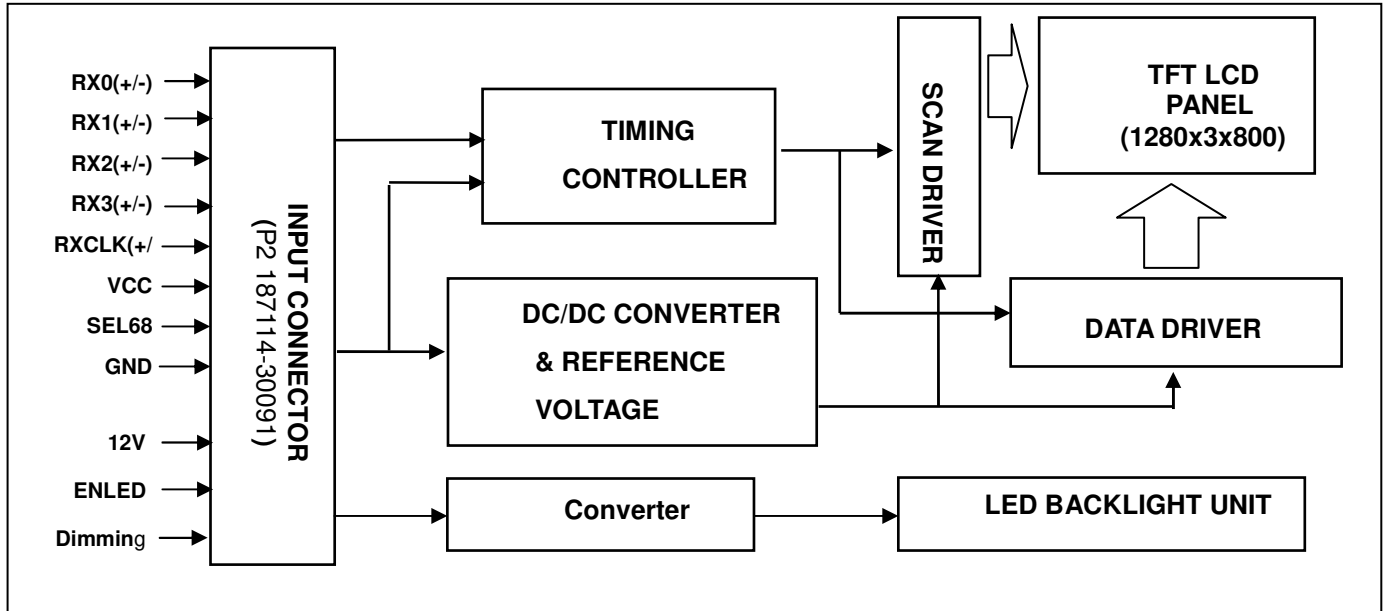 RX0(+/-)
RX1(+/-)
RX2(+/-)
RX3(+/-)
RXCLK(+/
VCC
SEL68
GND
12V
ENLED
Dimming
INPUT CONNECTOR
(P2 187114-30091)
TIMING
CONTROLLER
DC/DC CONVERTER
& REFERENCE
VOLTAGE
Converter
SCAN DRIVER
TFT LCD
PANEL
(1280x3x800)
DATA DRIVER
LED BACKLIGHT UNIT